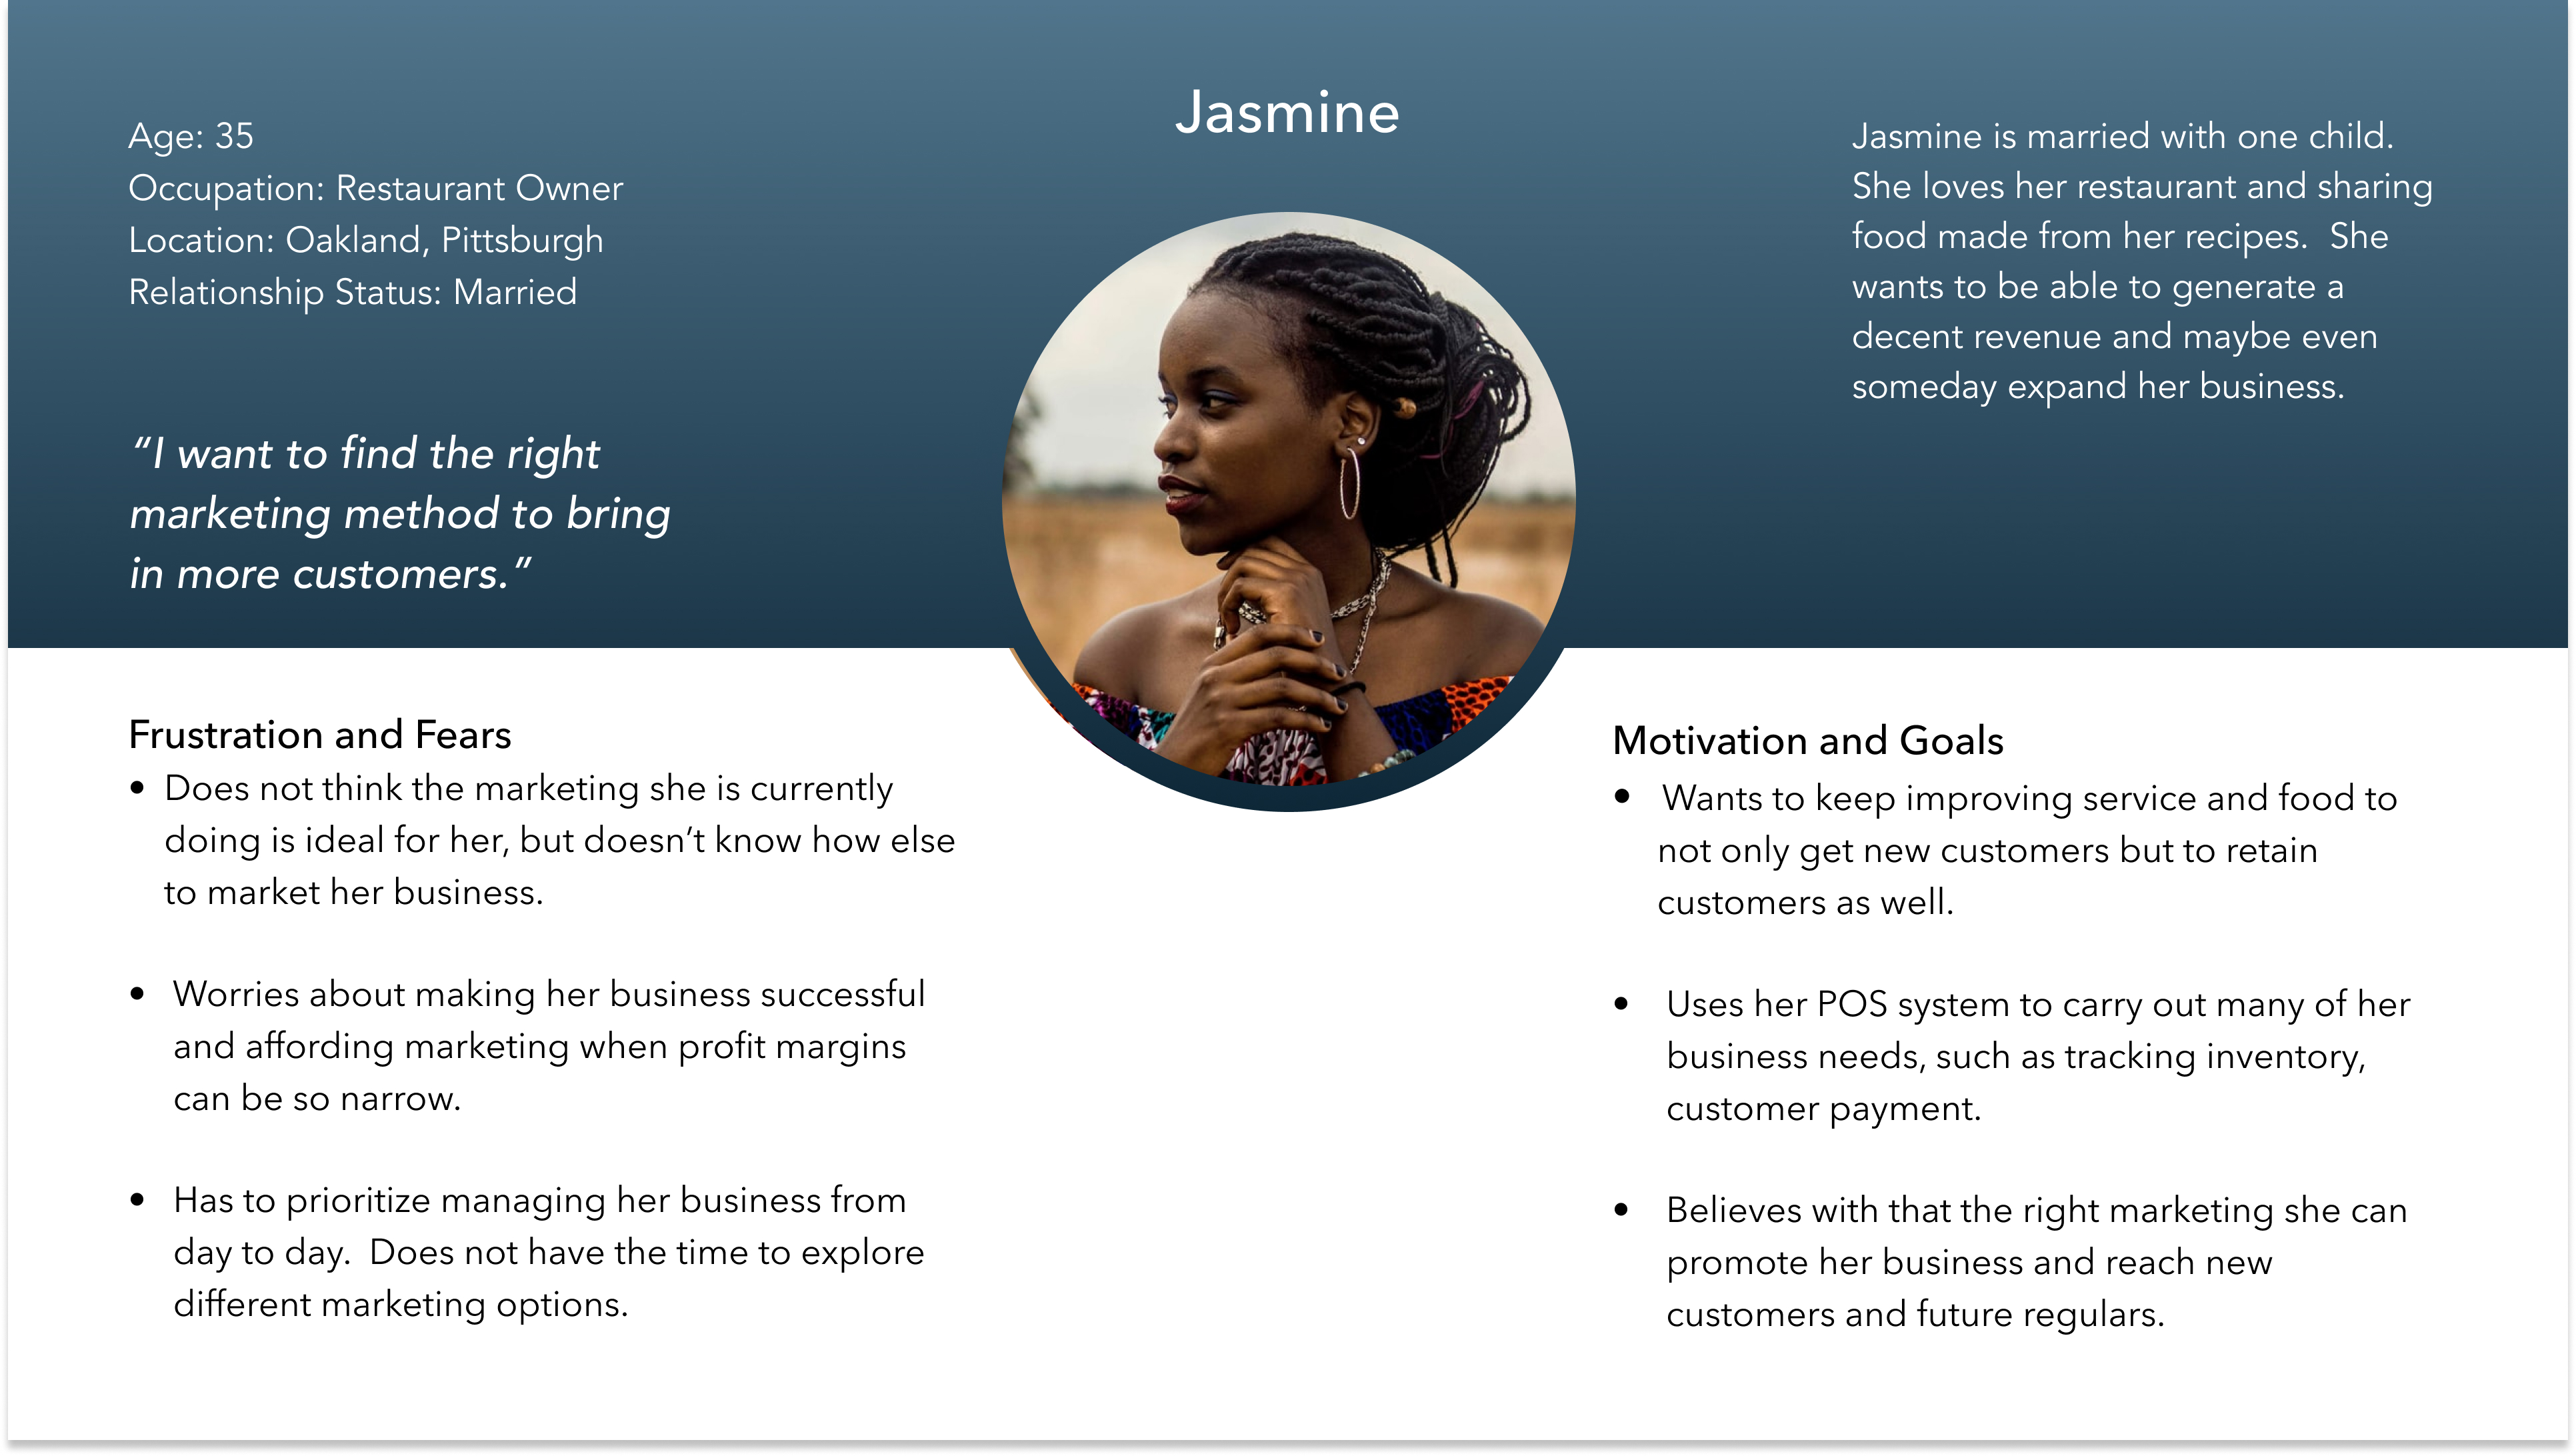 Jasmine
Age: 35
Occupation: Restaurant Owner
Location: Oakland, Pittsburgh
Relationship Status: Married
“I want to find the right
marketing method to bring
in more customers.”
Jasmine is married with one child.
She loves her restaurant and sharing
food made from her recipes.  She
wants to be able to generate a
decent revenue and maybe even
someday expand her business.
Frustration and Fears
• Does not think the marketing she is currently
doing is ideal for her, but doesn’t know how else
to market her business.
• Worries about making her business successful
and affording marketing when profit margins
can be so narrow.
• Has to prioritize managing her business from
day to day.  Does not have the time to explore
different marketing options.
Motivation and Goals
• Wants to keep improving service and food to
not only get new customers but to retain
customers as well.
• Uses her POS system to carry out many of her
business needs, such as tracking inventory,
customer payment.
• Believes with that the right marketing she can
promote her business and reach new
customers and future regulars.